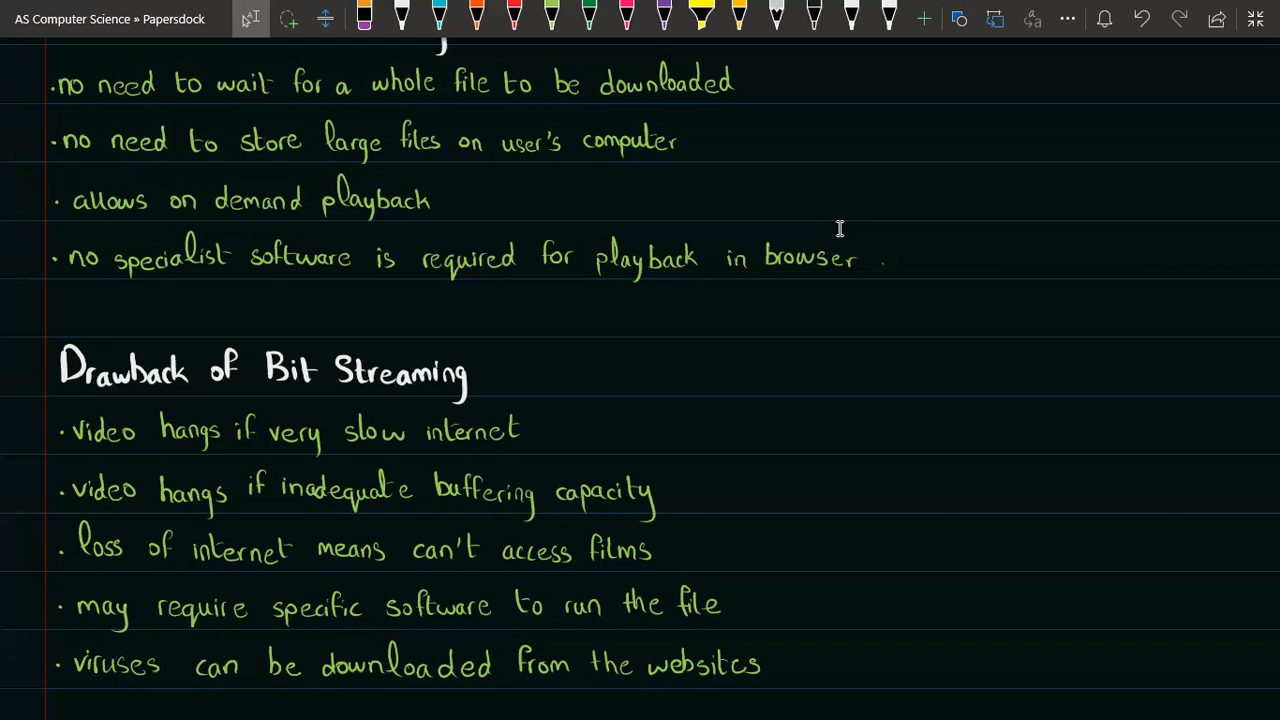 AS Computer Science » Papersdock
·no need to wait for a whole file to be downloaded
·no need to store large files on user's computer
· allows on demand playback
· no specialist software is required for playback in browser .
Drawback of Bit Streaming
·video hangs if very slow internet
·video hangs if inadequate buffering capacity
· loss of internet means can't access films
· may require specific software to run the file
· viruses can be downloaded from the websites